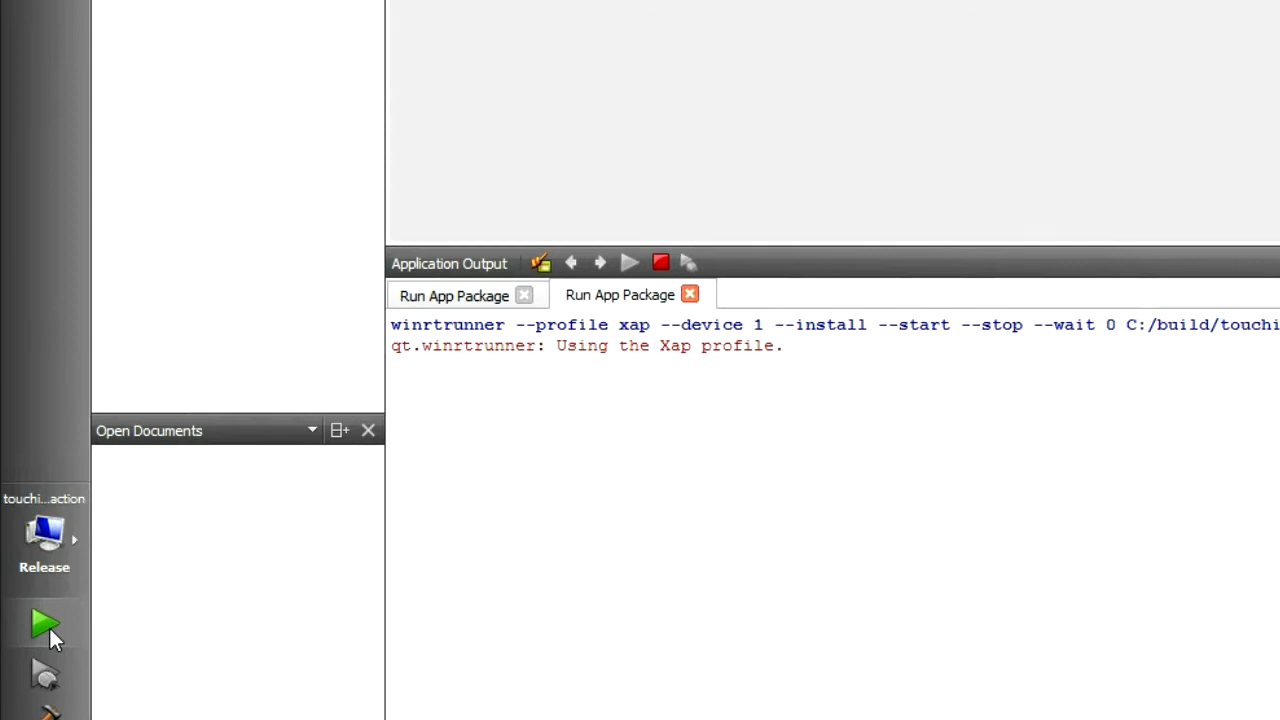 Application Output
Run App Package
Run App Package
winrtrunner --profile xap --device 1 --install --start --stop --wait 0 C:/build/touchi
qt.winrtrunner: Using the Xap profile.
Open Documents
touchi...action
Release